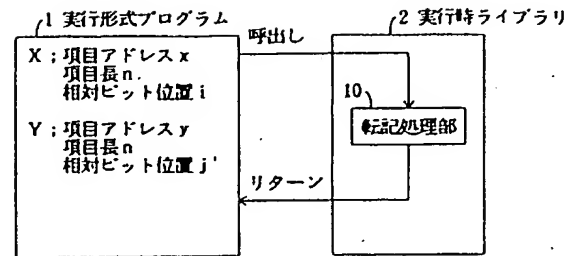 1 実行形式プログラム
2 実行時ライブラリ
呼出し
X;項目アドレスx
項目長n.
相対ビット位置i
10
転記処理部
Y;項目アドレスy
項目長n
相対ビット位置j'
リターン